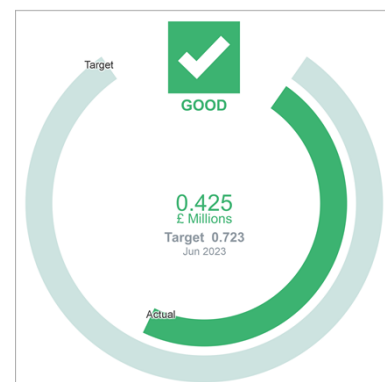 Target
GOOD
0.425
£ Millions
Target 0.723
Jun 2023
Actual